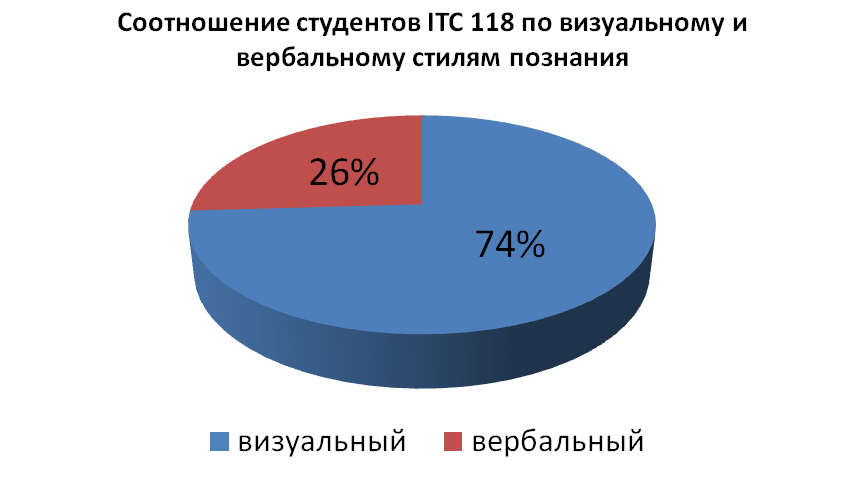 Соотношение студентов ITC 118 по визуальному и
вербальному стилям познания
26%
74%
визуальный вербальный